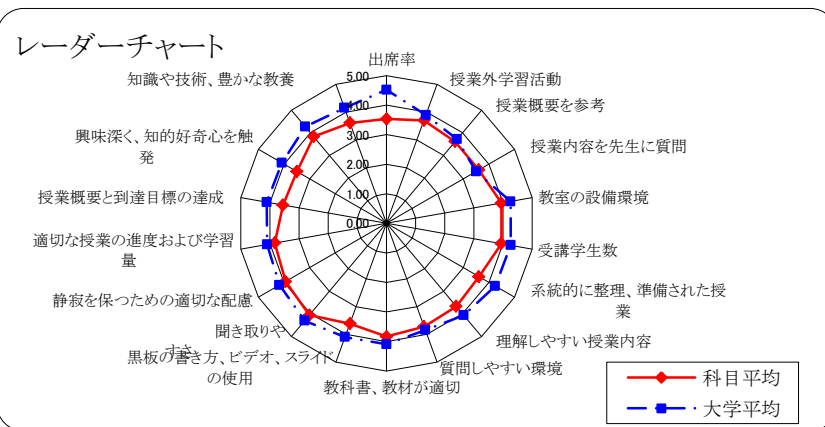 レーダーチャート
出席率
授業外学習活動
授業概要を参考
授業内容を先生に質問
教室の設備環境
受講学生数
系統的に整理、準備された授
業
理解しやすい授業内容
質問しやすい環境
教科書、教材が適切
黒板の書き方、ビデオ、スライド
の使用
聞き取りや
すさ
静寂を保つための適切な配慮
適切な授業の進度および学習
量
授業概要と到達目標の達成
興味深く、知的好奇心を触
発
知識や技術、豊かな教養
5.00
4.00
3.00
2.00
1.00
0.00
科目平均
大学平均